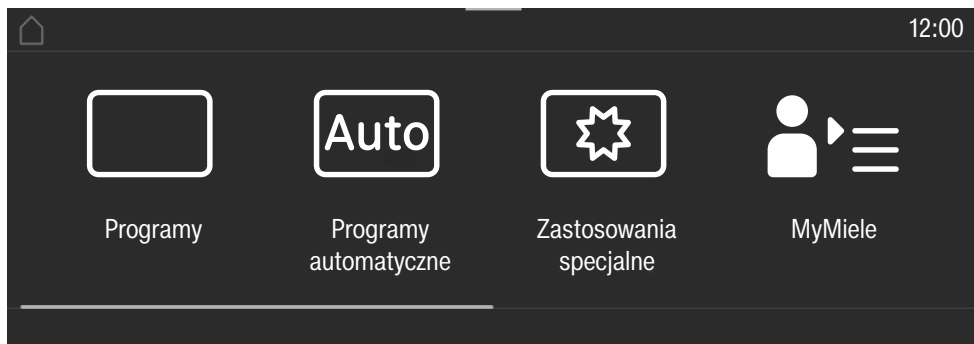 12:00
Auto
Programy
Programy
automatyczne
Zastosowania
specjalne
MyMiele